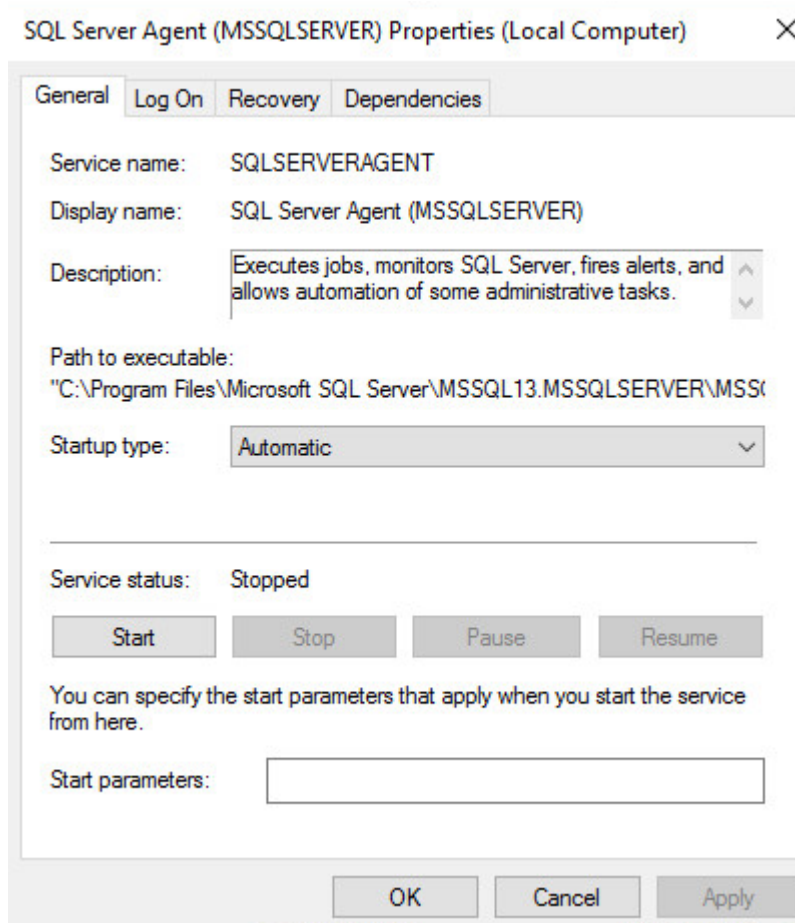 SQL Server Agent (MSSQLSERVER) Properties (Local Computer)
General Log On Recovery Dependencies
Service name: SQLSERVERAGENT
Display name: SQL Server Agent (MSSQLSERVER)
Description: Executes jobs, monitors SQL Server, fires alerts, and
allows automation of some administrative tasks.
Path to executable:
"C:\Program Files\Microsoft SQL Server\MSSQL13.MSSQLSERVER\MSSQ
Startup type: Automatic
Service status: Stopped
Start Stop Pause Resume
You can specify the start parameters that apply when you start the service
from here.
Start parameters:
OK Cancel Apply